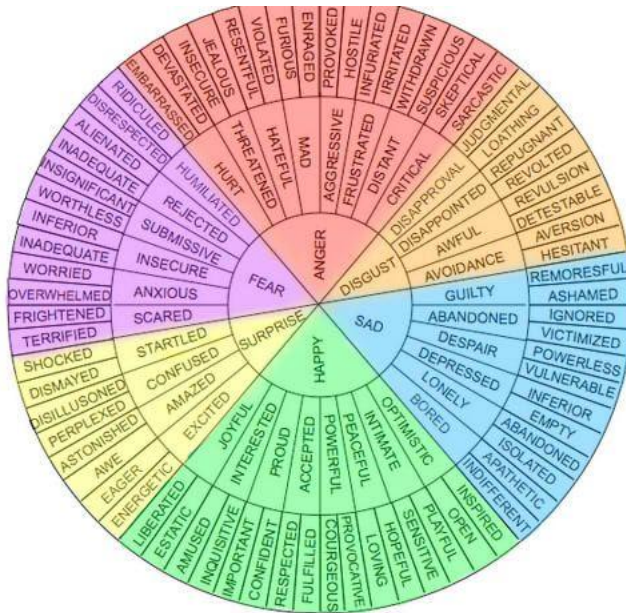 ANGER
HURT
THREATENED
HATEFUL
MAD
AGGRESSIVE
FRUSTRATED
DISTANT
CRITICAL
EMBARRASSED
DEVASTATED
INSECURE
JEALOUS
RESENTFUL
VIOLATED
FURIOUS
ENRAGED
PROVOKED
HOSTILE
INFURIATED
IRRITATED
WITHDRAWN
SUSPICIOUS
SKEPTICAL
SARCASTIC
DISGUST
DISAPPROVAL
DISAPPOINTED
AWFUL
AVOIDANCE
JUDGMENTAL
LOATHING
REPUGNANT
REVOLTED
REVULSION
DETESTABLE
AVERSION
HESITANT
SAD
GUILTY
ABANDONED
DESPAIR
DEPRESSED
LONELY
BORED
REMORESFUL
ASHAMED
IGNORED
VICTIMIZED
POWERLESS
VULNERABLE
INFERIOR
EMPTY
ABANDONED
ISOLATED
APATHETIC
INDIFFERENT
HAPPY
OPTIMISTIC
INTIMATE
PEACEFUL
POWERFUL
ACCEPTED
PROUD
INTERESTED
JOYFUL
INSPIRED
OPEN
PLAYFUL
SENSITIVE
HOPEFUL
LOVING
PROVOCATIVE
COURGEOUS
FULFILLED
RESPECTED
CONFIDENT
IMPORTANT
INQUISITIVE
AMUSED
ESTATIC
LIBERATED
SURPRISE
EXCITED
AMAZED
CONFUSED
STARTLED
ENERGETIC
EAGER
AWE
ASTONISHED
PERPLEXED
DISILLUSONED
DISMAYED
SHOCKED
FEAR
SCARED
ANXIOUS
INSECURE
SUBMISSIVE
REJECTED
HUMILIATED
TERRIFIED
FRIGHTENED
OVERWHELMED
WORRIED
INADEQUATE
INFERIOR
WORTHLESS
INSIGNIFICANT
INADEQUATE
ALIENATED
DISRESPECTED
RIDICULED